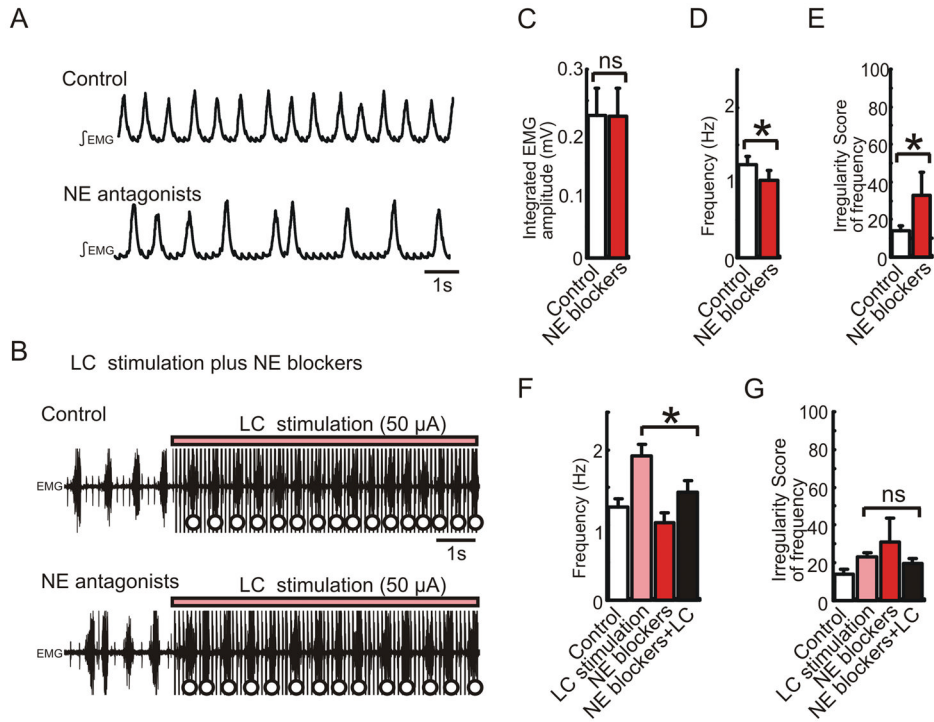 A
Control
∫EMG
NE antagonists
∫EMG
1s
B
LC stimulation plus NE blockers
Control
LC stimulation (50 µA)
EMG
1s
NE antagonists
LC stimulation (50 µA)
EMG
C
Integrated EMG
amplitude (mV)
0.3
0.2
0.1
0
ns
Control
NE blockers
D
Frequency (Hz)
2
1
0
*
Control
NE blockers
E
Irregularity Score
of frequency
100
80
60
40
20
0
*
Control
NE blockers
F
Frequency (Hz)
2
1
0
*
Control
LC stimulation
NE blockers
NE blockers+LC
G
Irregularity Score
of frequency
100
80
60
40
20
0
ns
Control
LC stimulation
NE blockers
NE blockers+LC